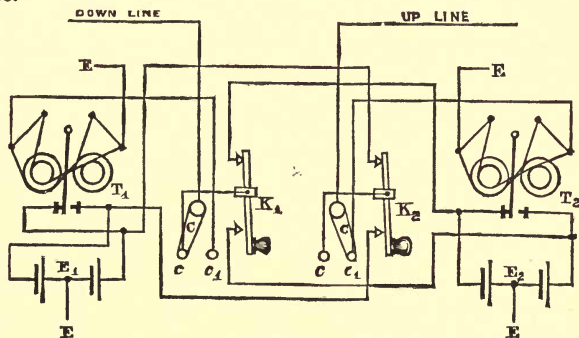 DOWN LINE UP LINE
E E
T1 T2
K1 K2
C C
c c1 c c1
E1 E2
E E